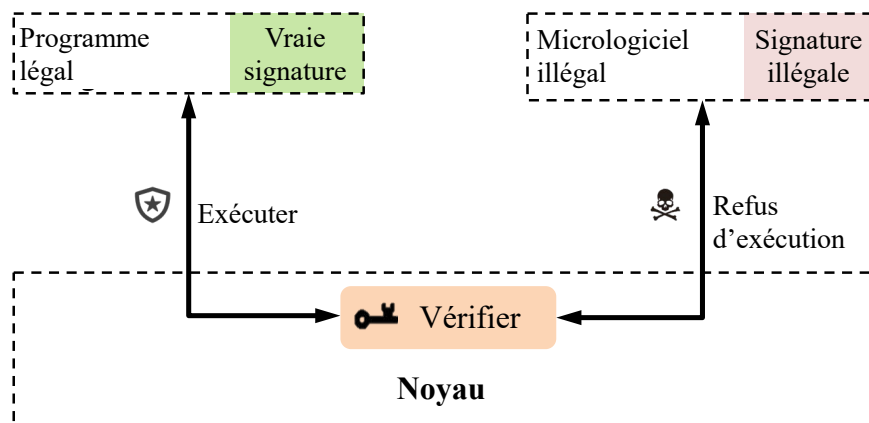 Programme
légal
Vraie
signature
Micrologiciel
illégal
Signature
illégale
Exécuter
Refus
d’exécution
Vérifier
Noyau